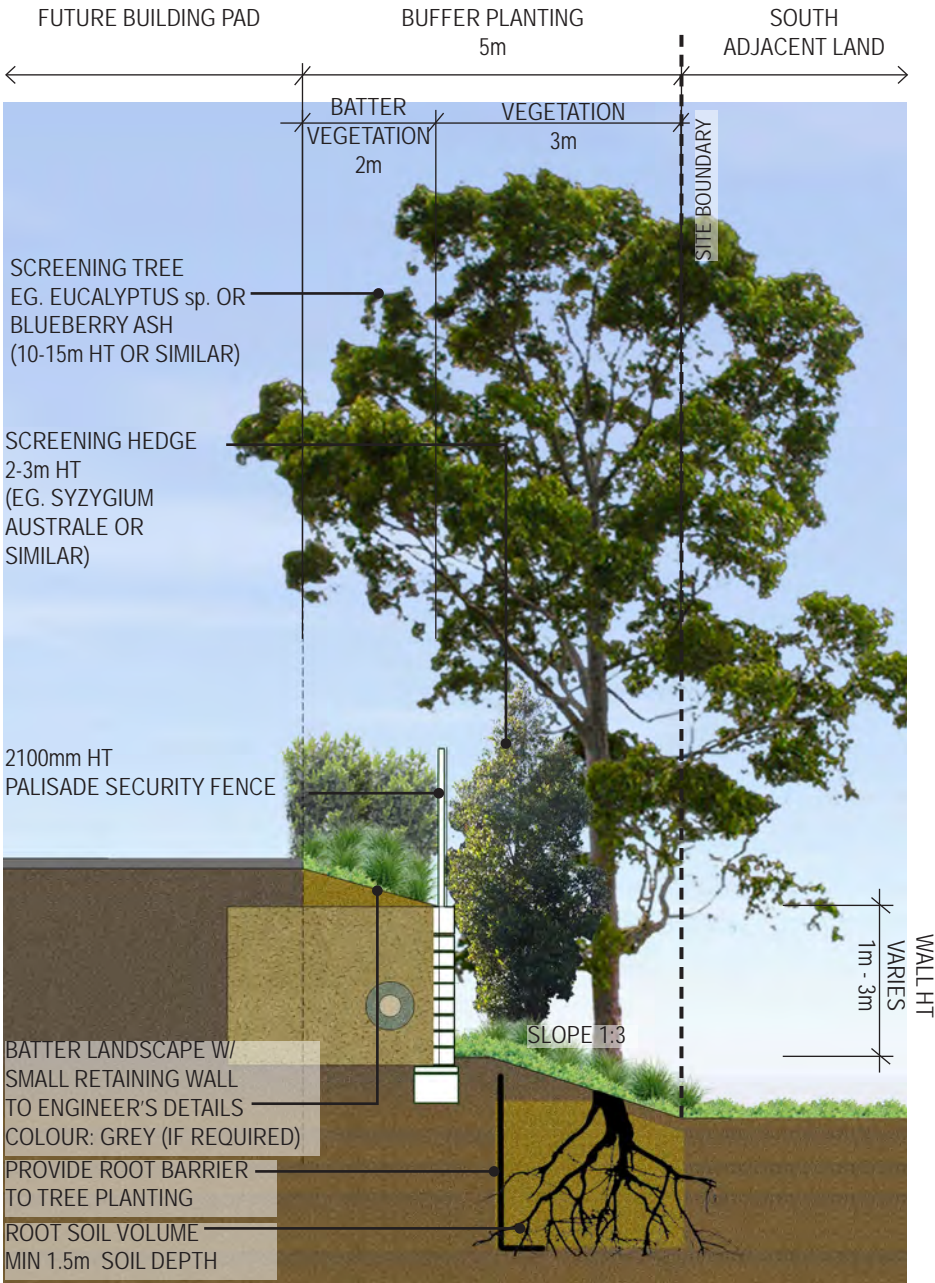 FUTURE BUILDING PAD
BUFFER PLANTING
5m
SOUTH
ADJACENT LAND
BATTER
VEGETATION
2m
VEGETATION
3m
SITE BOUNDARY
SCREENING TREE
EG. EUCALYPTUS sp. OR
BLUEBERRY ASH
(10-15m HT OR SIMILAR)
SCREENING HEDGE
2-3m HT
(EG. SYZYGIUM
AUSTRALE OR
SIMILAR)
2100mm HT
PALISADE SECURITY FENCE
WALL HT
VARIES
1m - 3m
SLOPE 1:3
BATTER LANDSCAPE W/
SMALL RETAINING WALL
TO ENGINEER'S DETAILS
COLOUR: GREY (IF REQUIRED)
PROVIDE ROOT BARRIER
TO TREE PLANTING
ROOT SOIL VOLUME
MIN 1.5m SOIL DEPTH